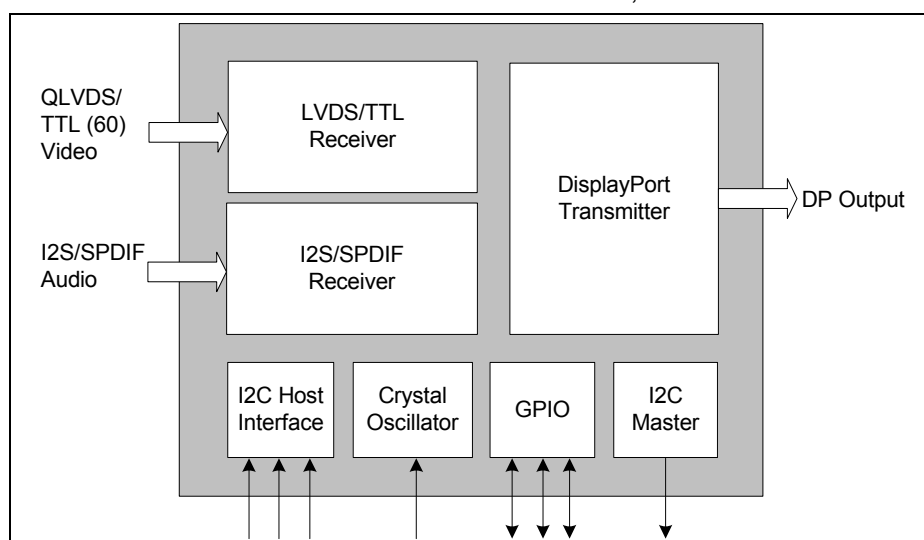 QLVDS/
TTL (60)
Video
LVDS/TTL
Receiver
DisplayPort
Transmitter
DP Output
I2S/SPDIF
Audio
I2S/SPDIF
Receiver
I2C Host
Interface
Crystal
Oscillator
GPIO
I2C
Master